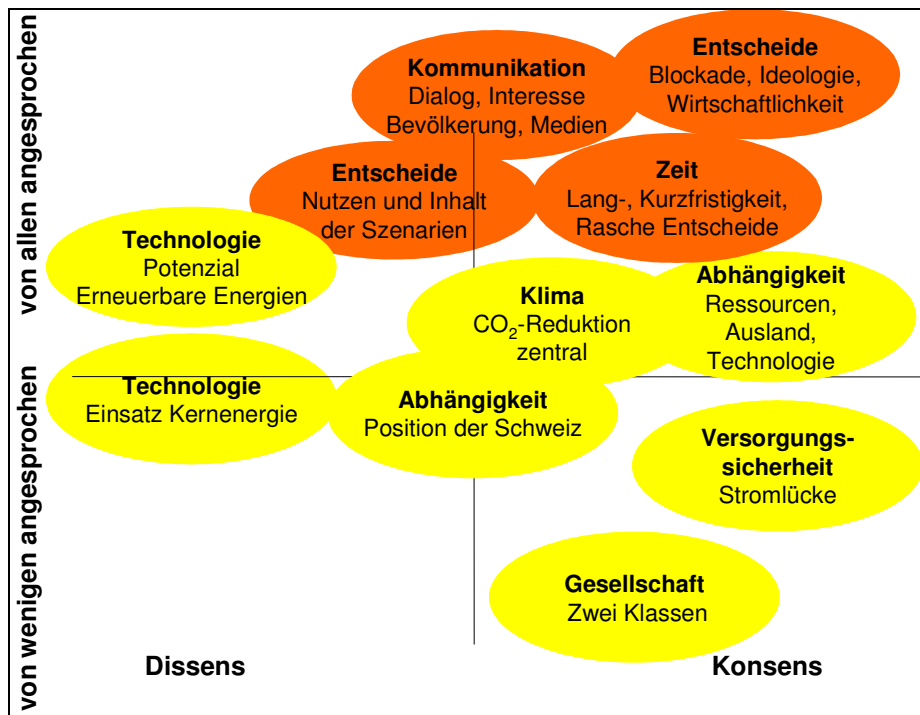 von allen angesprochen
von wenigen angesprochen
Entscheide
Blockade, Ideologie,
Wirtschaftlichkeit
Kommunikation
Dialog, Interesse
Bevölkerung, Medien
Entscheide
Nutzen und Inhalt
der Szenarien
Zeit
Lang-, Kurzfristigkeit,
Rasche Entscheide
Technologie
Potenzial
Erneuerbare Energien
Klima
CO₂-Reduktion
zentral
Abhängigkeit
Ressourcen,
Ausland,
Technologie
Technologie
Einsatz Kernenergie
Abhängigkeit
Position der Schweiz
Versorgungs-
sicherheit
Stromlücke
Gesellschaft
Zwei Klassen
Dissens
Konsens